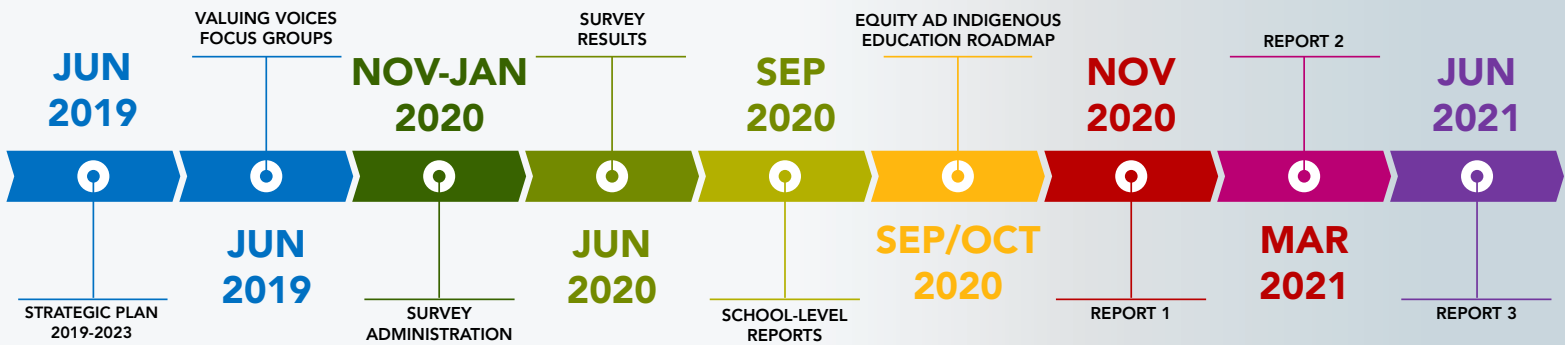 JUN
2019
STRATEGIC PLAN
2019-2023
VALUING VOICES
FOCUS GROUPS
JUN
2019
NOV-JAN
2020
SURVEY
ADMINISTRATION
SURVEY
RESULTS
JUN
2020
SEP
2020
SCHOOL-LEVEL
REPORTS
EQUITY AD INDIGENOUS
EDUCATION ROADMAP
SEP/OCT
2020
NOV
2020
REPORT 1
REPORT 2
MAR
2021
JUN
2021
REPORT 3